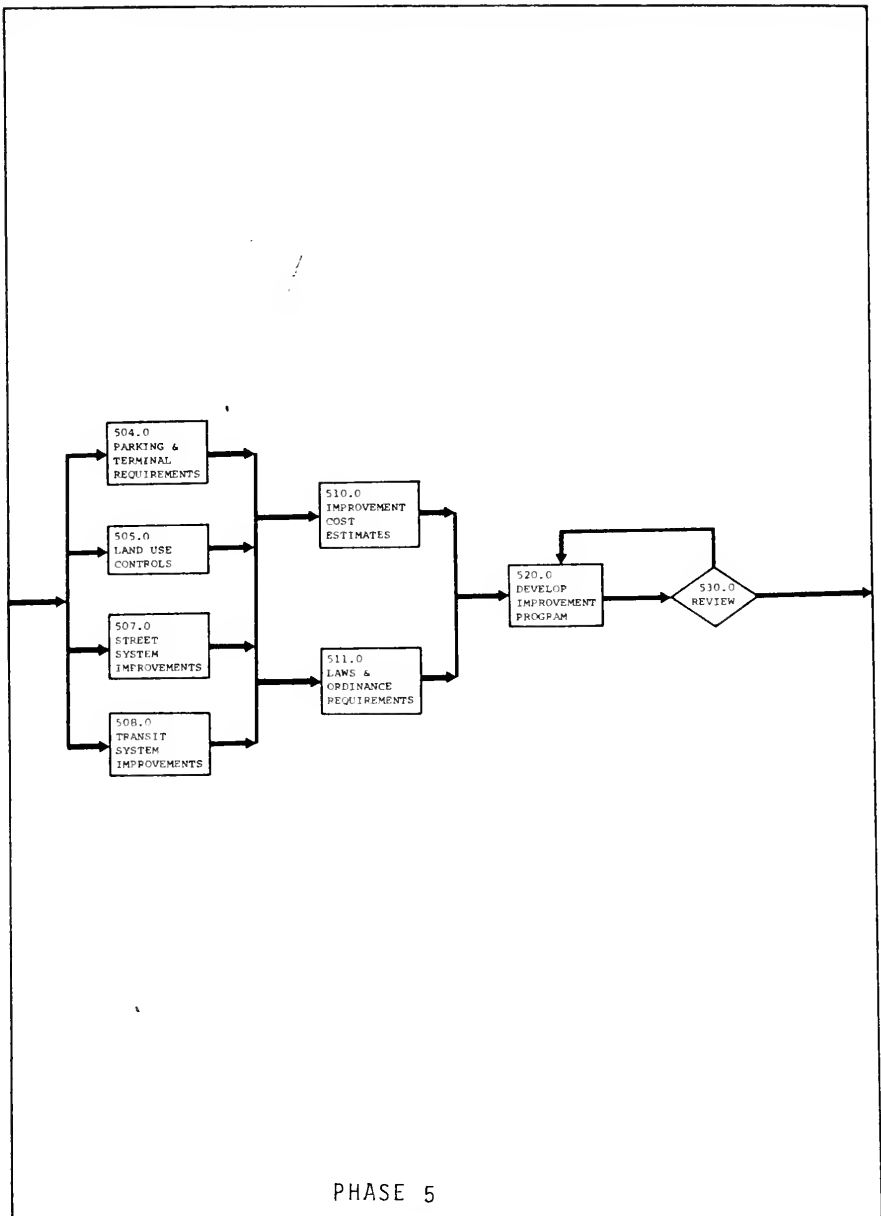 504.0
PARKING &
TERMINAL
REQUIREMENTS
505.0
LAND USE
CONTROLS
507.0
STREET
SYSTEM
IMPROVEMENTS
508.0
TRANSIT
SYSTEM
IMPROVEMENTS
510.0
IMPROVEMENT
COST
ESTIMATES
511.0
LAWS &
ORDINANCE
REQUIREMENTS
520.0
DEVELOP
IMPROVEMENT
PROGRAM
530.0
REVIEW
PHASE 5